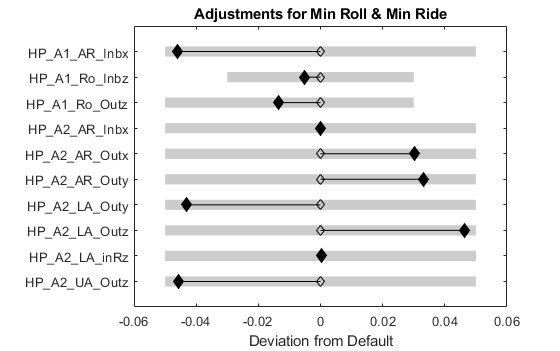 Adjustments for Min Roll & Min Ride
HP_A1_AR_Inbx
HP_A1_Ro_Inbz
HP_A1_Ro_Outz
HP_A2_AR_Inbx
HP_A2_AR_Outx
HP_A2_AR_Outy
HP_A2_LA_Outy
HP_A2_LA_Outz
HP_A2_LA_inRz
HP_A2_UA_Outz
-0.06 -0.04 -0.02 0 0.02 0.04 0.06
Deviation from Default